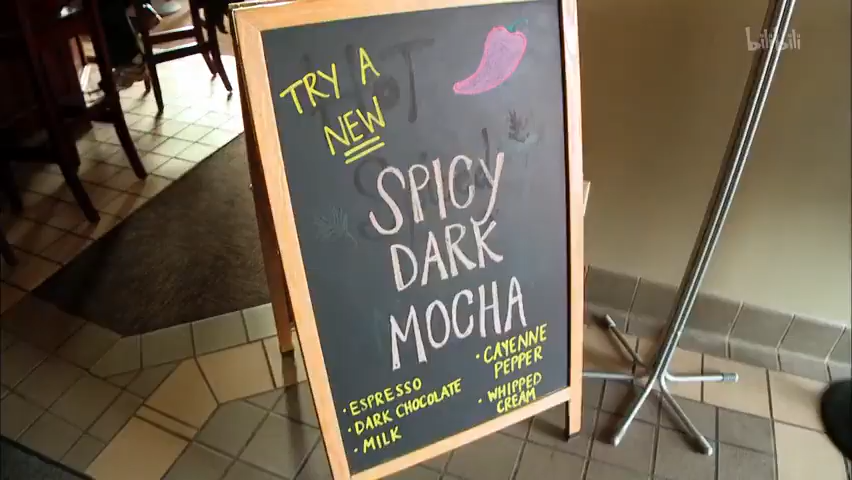 bilibili
TRY A
NEW
SPICY
DARK
MOCHA
• ESPRESSO
• DARK CHOCOLATE
• MILK
• CAYENNE
PEPPER
• WHIPPED
CREAM